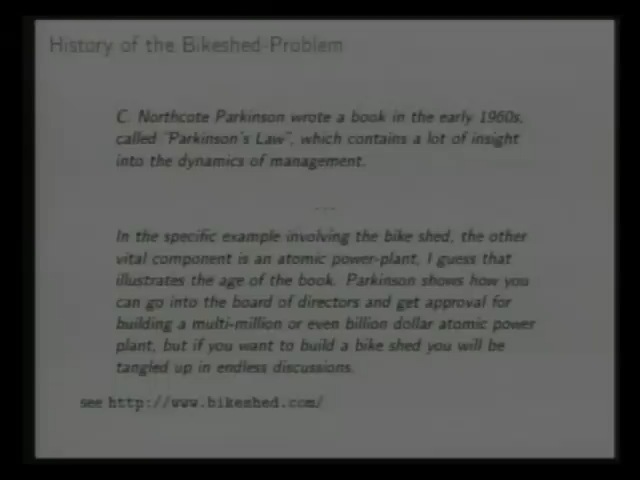 History of the Bikeshed-Problem
C. Northcote Parkinson wrote a book in the early 1960s,
called "Parkinson's Law", which contains a lot of insight
into the dynamics of management.
...
In the specific example involving the bike shed, the other
vital component is an atomic power-plant, I guess that
illustrates the age of the book. Parkinson shows how you
can go into the board of directors and get approval for
building a multi-million or even billion dollar atomic power
plant, but if you want to build a bike shed you will be
tangled up in endless discussions.
see http://www.bikeshed.com/